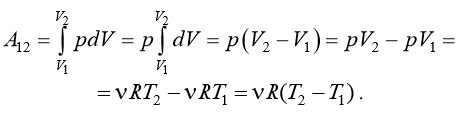 A₁₂ = ∫_{V₁}^{V₂} pdV = p∫_{V₁}^{V₂} dV = p(V₂ − V₁) = pV₂ − pV₁ =
= νRT₂ − νRT₁ = νR(T₂ − T₁) .